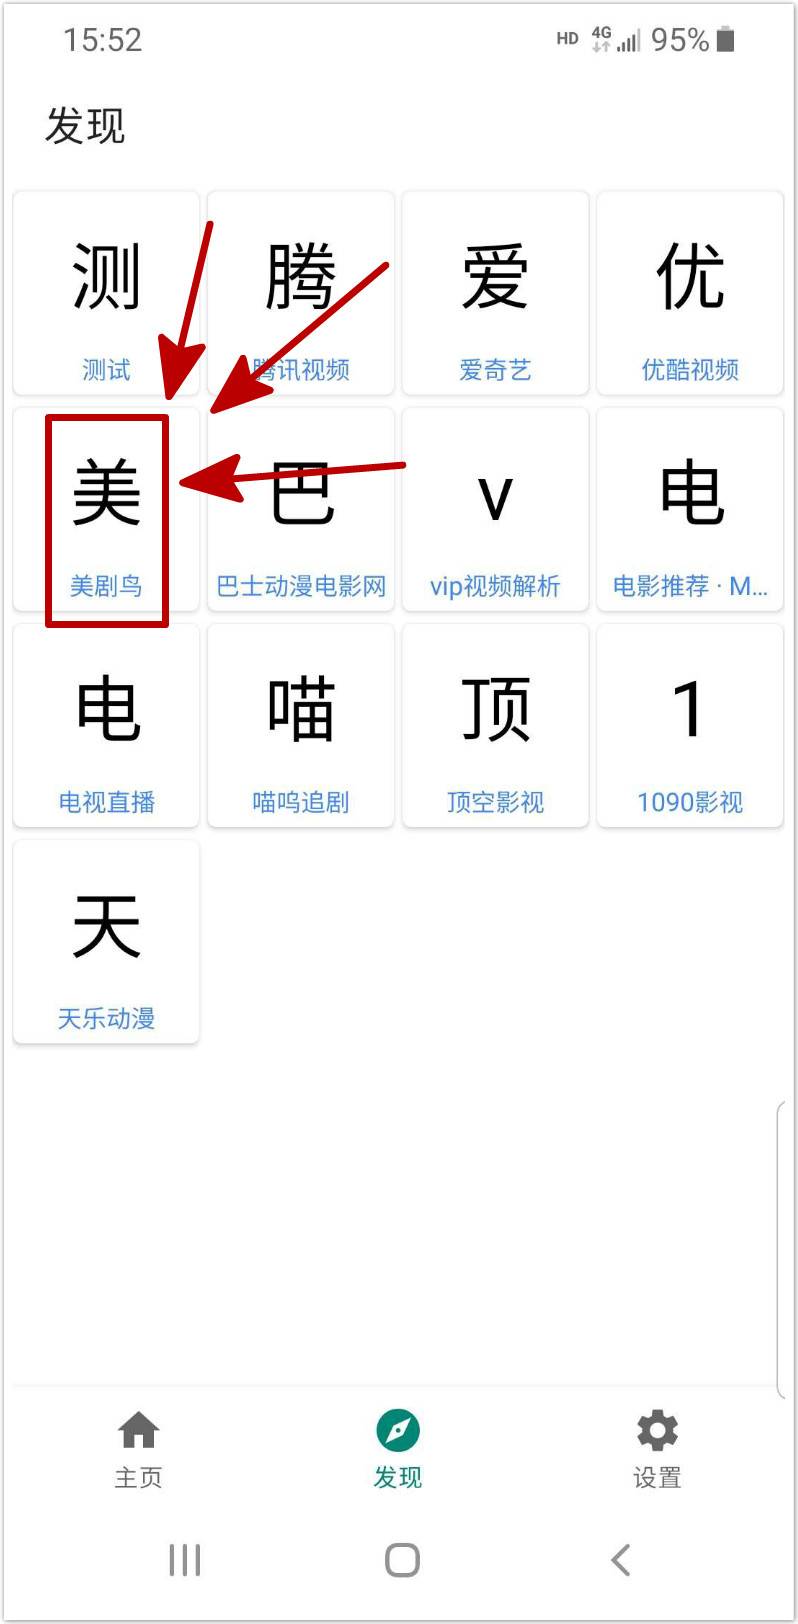 15:52 HD 4G 95%
发现
测 腾 爱 优
测试 腾讯视频 爱奇艺 优酷视频
美 巴 v 电
美剧鸟 巴士动漫电影网 vip视频解析 电影推荐 · M...
电 喵 顶 1
电视直播 喵呜追剧 顶空影视 1090影视
天
天乐动漫
主页 发现 设置